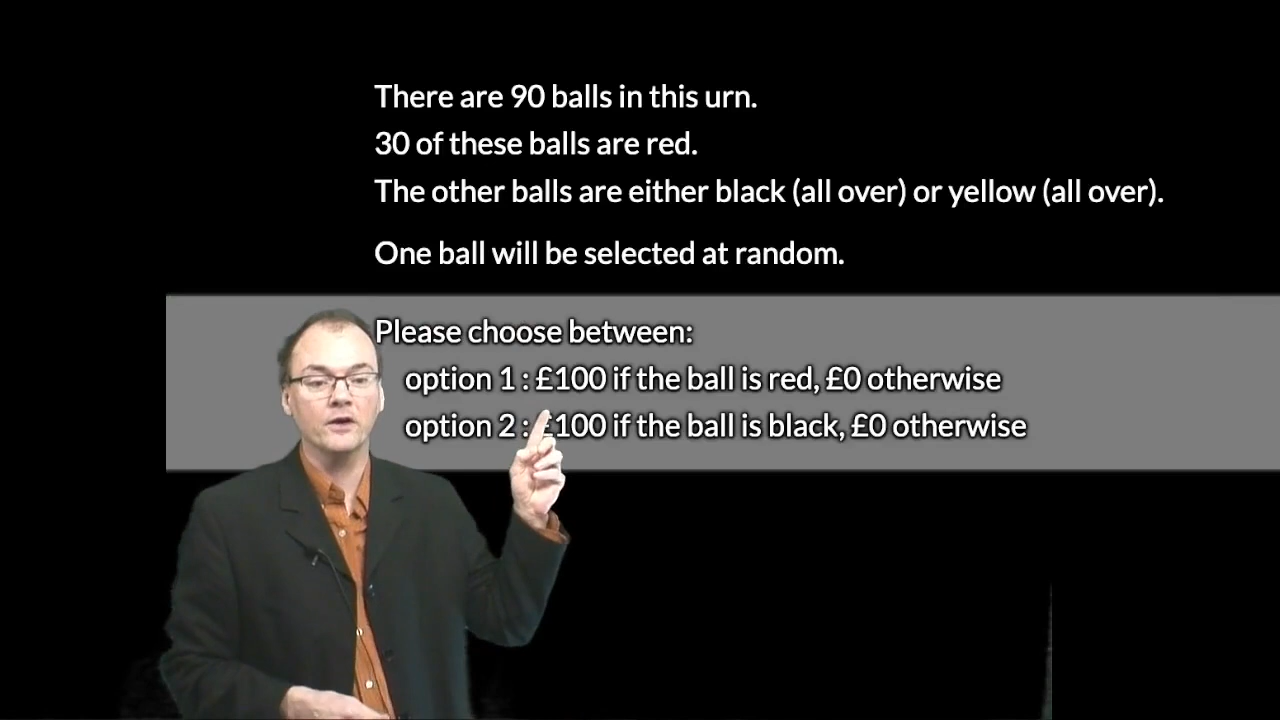 There are 90 balls in this urn.
30 of these balls are red.
The other balls are either black (all over) or yellow (all over).
One ball will be selected at random.
Please choose between:
option 1 : £100 if the ball is red, £0 otherwise
option 2 : £100 if the ball is black, £0 otherwise